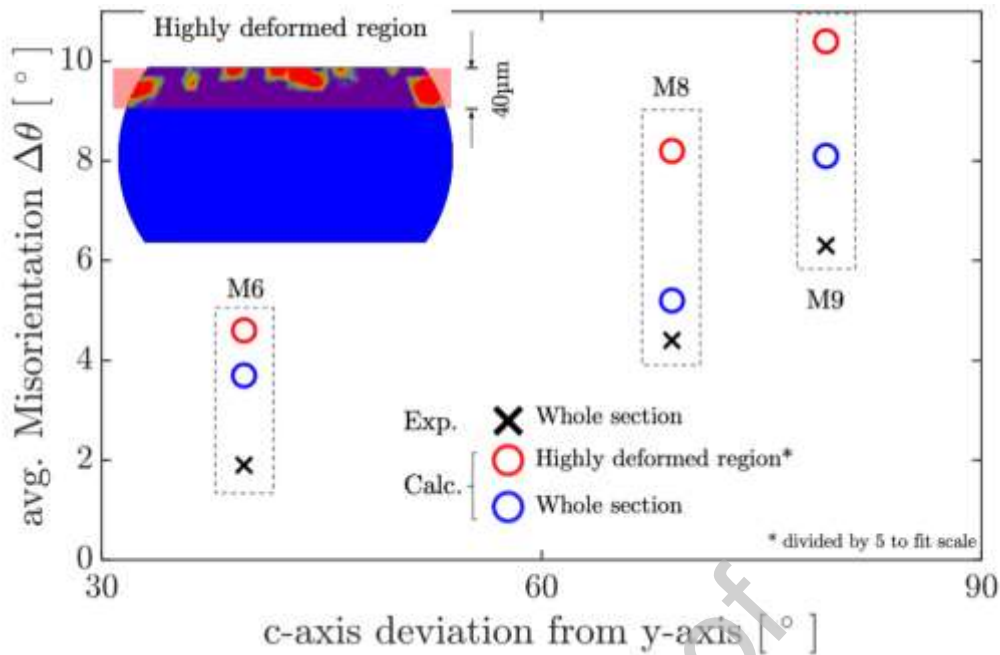 Highly deformed region
40μm
M6
M8
M9
Exp.
Whole section
Calc.
Highly deformed region*
Whole section
* divided by 5 to fit scale
10
8
6
4
2
0
30
60
90
avg. Misorientation Δθ [°]
c-axis deviation from y-axis [°]
of